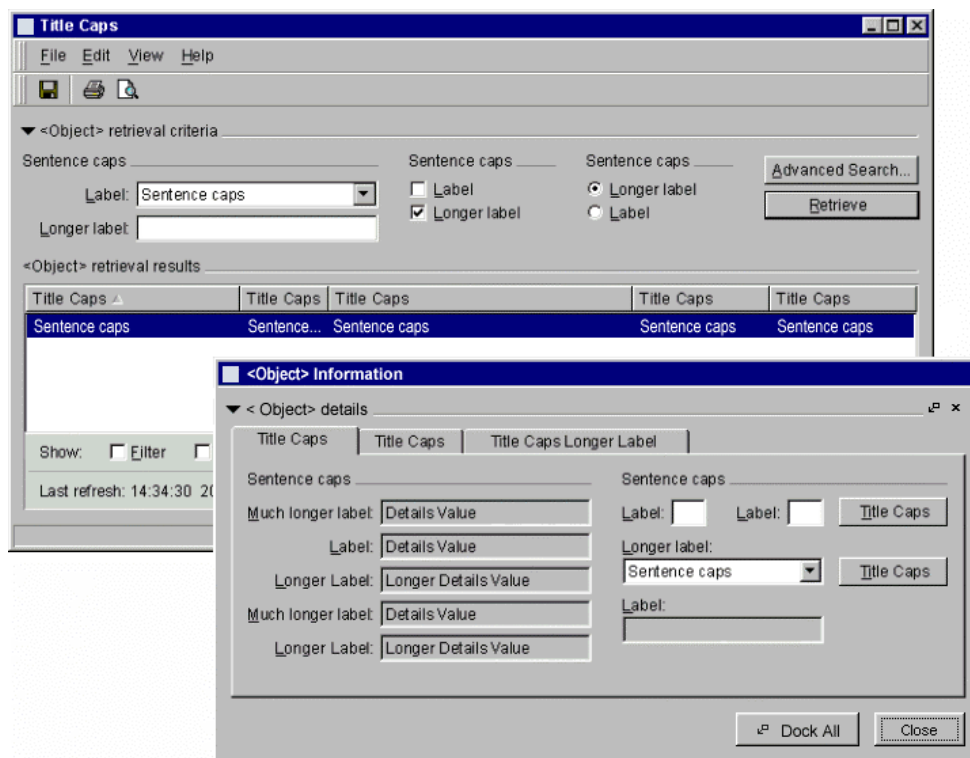 Title Caps
File Edit View Help
<Object> retrieval criteria
Sentence caps Sentence caps Sentence caps
Advanced Search...
Label: Sentence caps Label Longer label
Retrieve
Longer label: Longer label Label
<Object> retrieval results
Title Caps Title Caps Title Caps Title Caps Title Caps
Sentence caps Sentence... Sentence caps Sentence caps Sentence caps
Show: Filter
Last refresh: 14:34:30 20
<Object> Information
< Object> details
Title Caps Title Caps Title Caps Longer Label
Sentence caps Sentence caps
Much longer label: Details Value Label: Label: Title Caps
Label: Details Value Longer label:
Longer Label: Longer Details Value Sentence caps Title Caps
Much longer label: Details Value Label:
Longer Label: Longer Details Value
Dock All Close